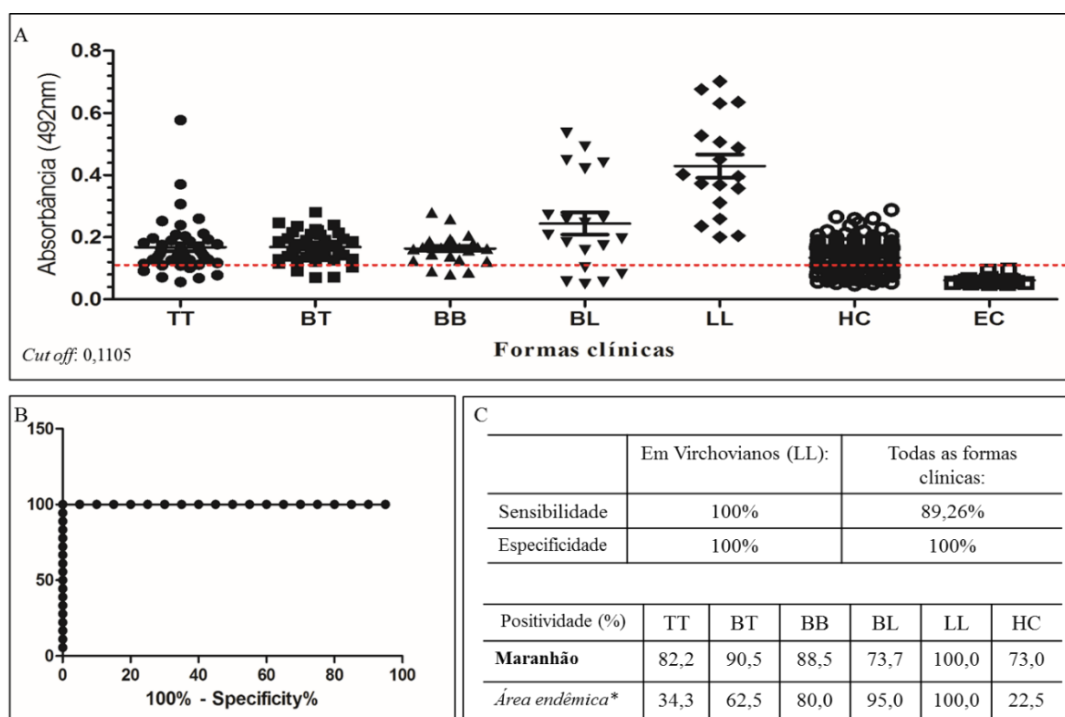 A
Absorbância (492nm)
0.8
0.6
0.4
0.2
0.0
TT BT BB BL LL HC EC
Formas clínicas
Cut off: 0,1105
B
150
100
50
0
0 20 40 60 80 100
100% - Specificity%
C
Em Virchovianos (LL): Todas as formas
clínicas:
Sensibilidade 100% 89,26%
Especificidade 100% 100%
Positividade (%) TT BT BB BL LL HC
Maranhão 82,2 90,5 88,5 73,7 100,0 73,0
Área endêmica* 34,3 62,5 80,0 95,0 100,0 22,5